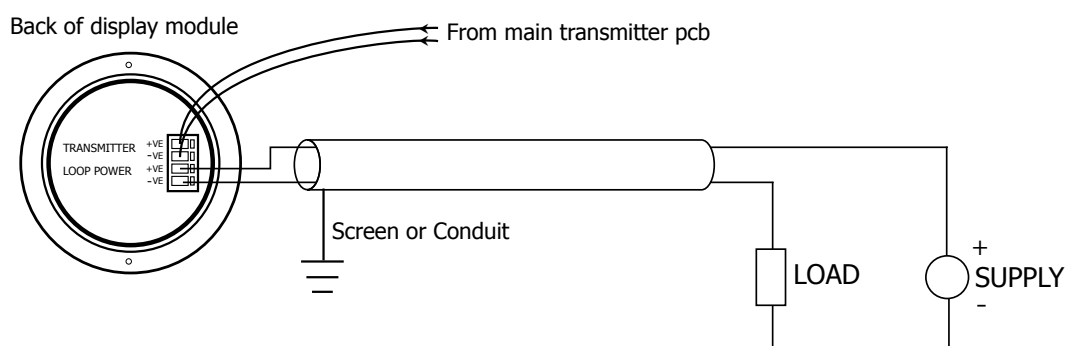 Back of display module
From main transmitter pcb
TRANSMITTER +VE
-VE
LOOP POWER +VE
-VE
Screen or Conduit
LOAD
+
SUPPLY
-